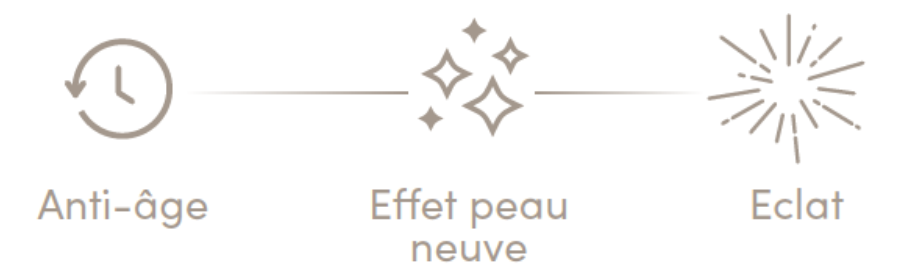 Anti-âge
Effet peau
neuve
Eclat